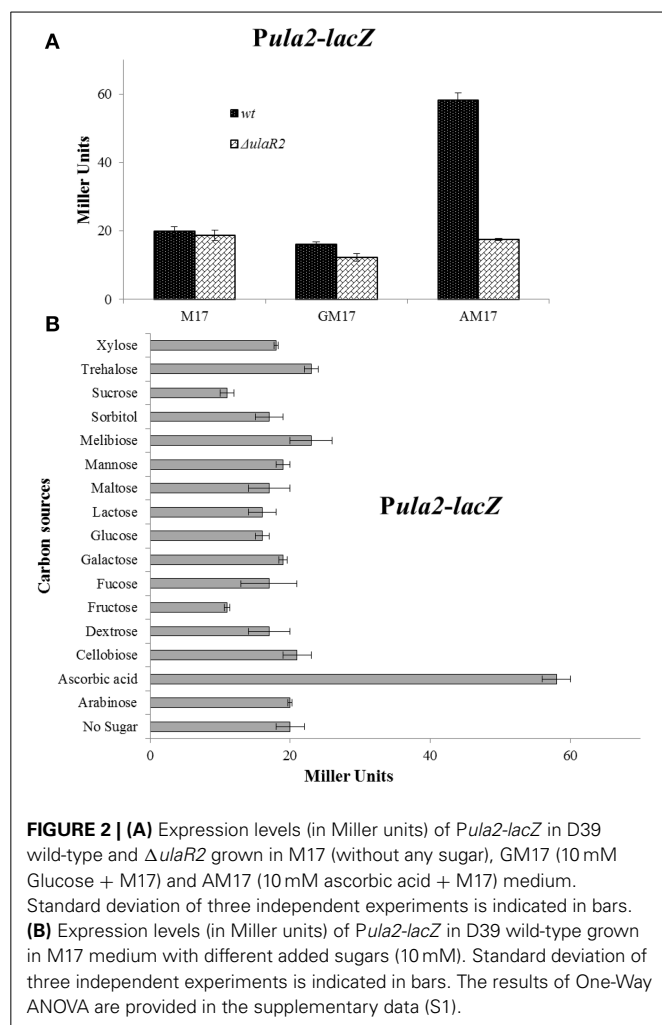 A
Pula2-lacZ
Miller Units
60
40
20
0
wt
ΔulaR2
M17
GM17
AM17
B
Carbon sources
Xylose
Trehalose
Sucrose
Sorbitol
Melibiose
Mannose
Maltose
Lactose
Glucose
Galactose
Fucose
Fructose
Dextrose
Cellobiose
Ascorbic acid
Arabinose
No Sugar
Pula2-lacZ
0
20
40
60
Miller Units
FIGURE 2 | (A) Expression levels (in Miller units) of Pula2-lacZ in D39
wild-type and ΔulaR2 grown in M17 (without any sugar), GM17 (10 mM
Glucose + M17) and AM17 (10 mM ascorbic acid + M17) medium.
Standard deviation of three independent experiments is indicated in bars.
(B) Expression levels (in Miller units) of Pula2-lacZ in D39 wild-type grown
in M17 medium with different added sugars (10 mM). Standard deviation of
three independent experiments is indicated in bars. The results of One-Way
ANOVA are provided in the supplementary data (S1).